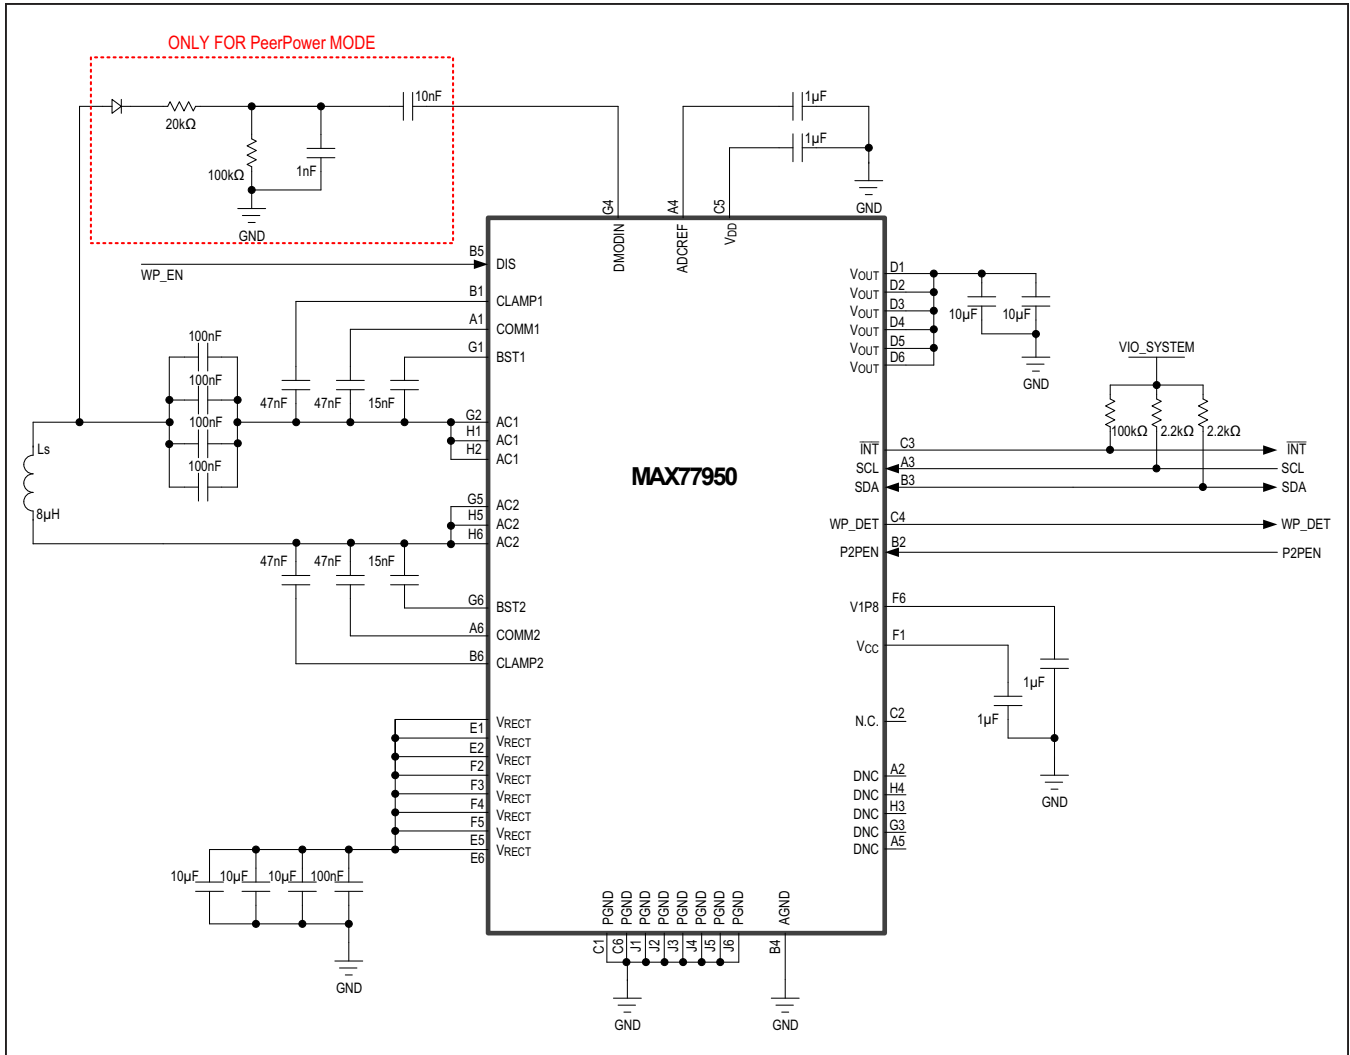 ONLY FOR PeerPower MODE
20kΩ
100kΩ
1nF
10nF
GND
1µF
1µF
GND
G4
A4
C5
DMODIN
ADCREF
VDD
WP_EN
B5
DIS
B1
CLAMP1
A1
COMM1
G1
BST1
100nF
100nF
100nF
100nF
47nF
47nF
15nF
G2
AC1
H1
AC1
H2
AC1
Ls
8µH
G5
AC2
H5
AC2
H6
AC2
47nF
47nF
15nF
G6
BST2
A6
COMM2
B6
CLAMP2
MAX77950
VRECT
E1
VRECT
E2
VRECT
F2
VRECT
F3
VRECT
F4
VRECT
F5
VRECT
E5
VRECT
E6
10µF
10µF
10µF
100nF
GND
PGND
PGND
PGND
PGND
PGND
PGND
PGND
PGND
AGND
C1
C6
J1
J2
J3
J4
J5
J6
B4
GND
GND
VOUT
D1
VOUT
D2
VOUT
D3
VOUT
D4
VOUT
D5
VOUT
D6
10µF
10µF
GND
VIO_SYSTEM
100kΩ
2.2kΩ
2.2kΩ
INT
C3
INT
SCL
A3
SCL
SDA
B3
SDA
WP_DET
C4
WP_DET
P2PEN
B2
P2PEN
V1P8
F6
VCC
F1
1µF
1µF
GND
N.C.
C2
DNC
A2
DNC
H4
DNC
H3
DNC
G3
DNC
A5